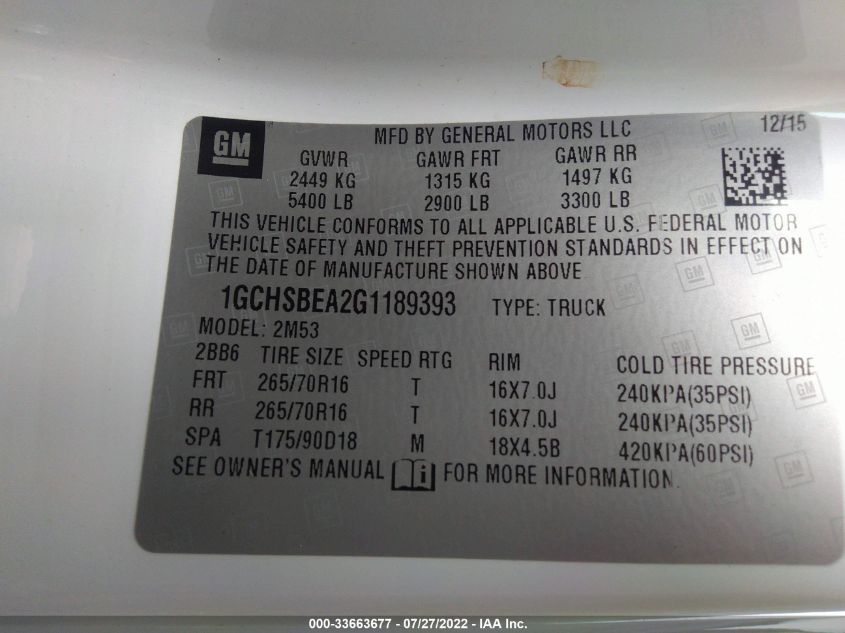 GM
MFD BY GENERAL MOTORS LLC 12/15
GVWR GAWR FRT GAWR RR
2449 KG 1315 KG 1497 KG
5400 LB 2900 LB 3300 LB
THIS VEHICLE CONFORMS TO ALL APPLICABLE U.S. FEDERAL MOTOR
VEHICLE SAFETY AND THEFT PREVENTION STANDARDS IN EFFECT ON
THE DATE OF MANUFACTURE SHOWN ABOVE
1GCHSBEA2G1189393 TYPE: TRUCK
MODEL: 2M53
2BB6 TIRE SIZE SPEED RTG RIM COLD TIRE PRESSURE
FRT 265/70R16 T 16X7.0J 240KPA(35PSI)
RR 265/70R16 T 16X7.0J 240KPA(35PSI)
SPA T175/90D18 M 18X4.5B 420KPA(60PSI)
SEE OWNER'S MANUAL i FOR MORE INFORMATION.
000-33663677 - 07/27/2022 - IAA Inc.